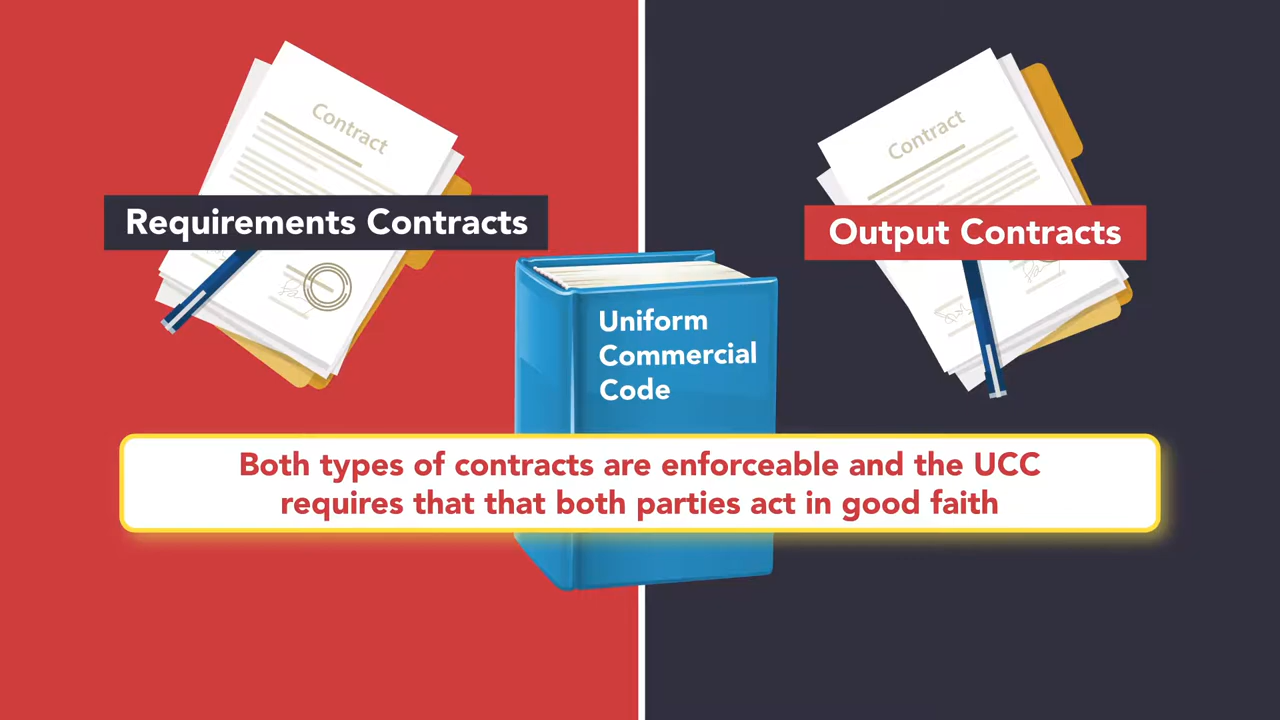 Contract
Contract
Requirements Contracts
Output Contracts
Uniform
Commercial
Code
Both types of contracts are enforceable and the UCC
requires that that both parties act in good faith